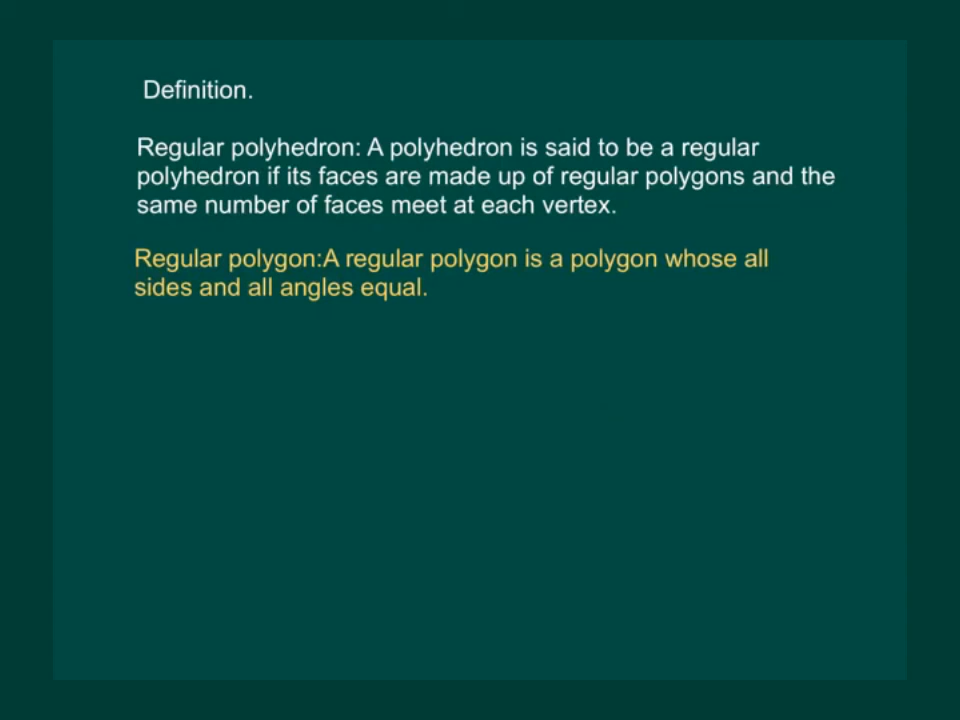 Definition.
Regular polyhedron: A polyhedron is said to be a regular
polyhedron if its faces are made up of regular polygons and the
same number of faces meet at each vertex.
Regular polygon:A regular polygon is a polygon whose all
sides and all angles equal.